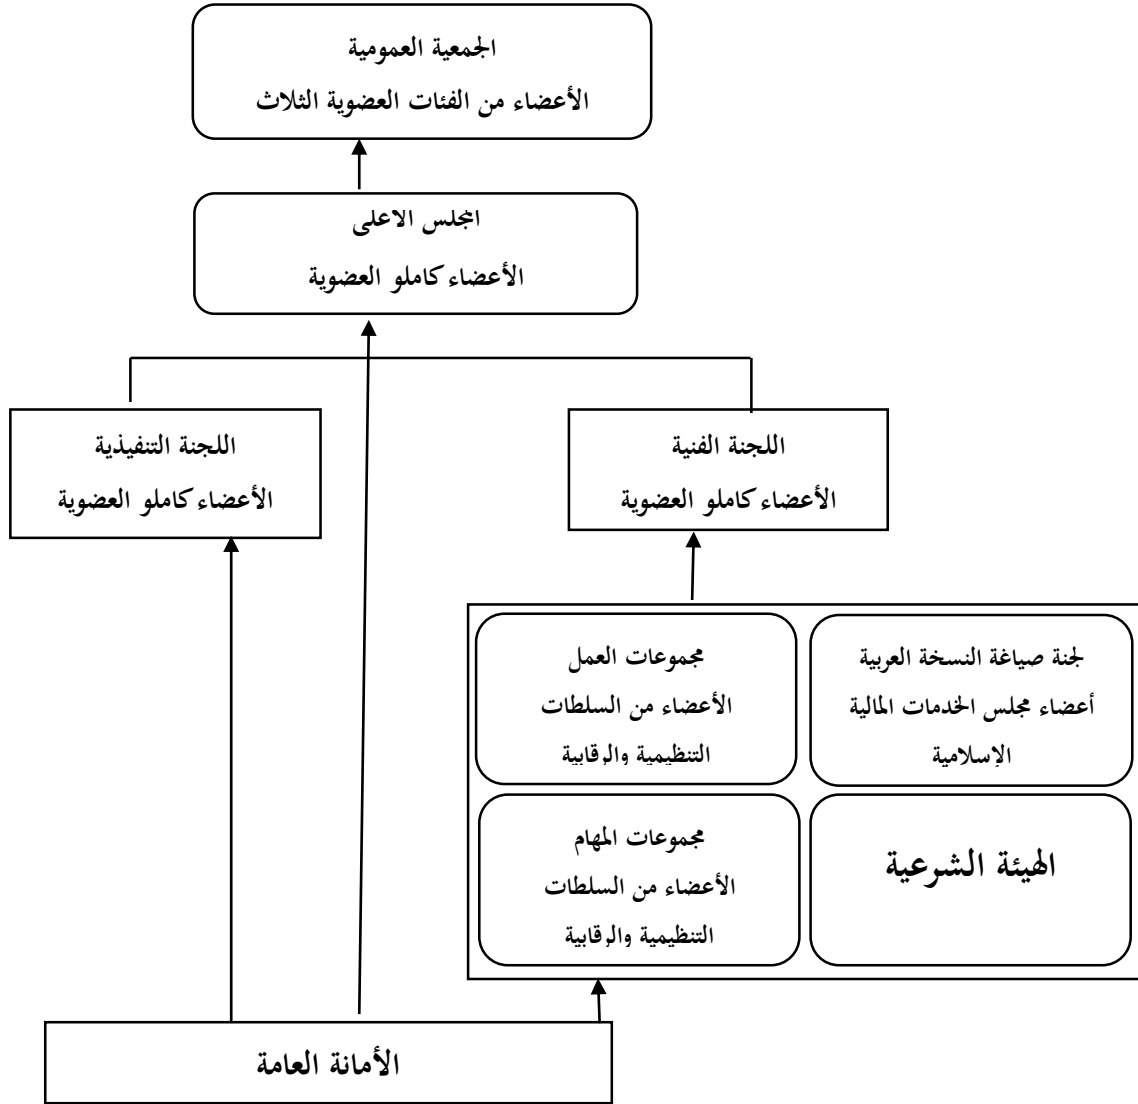 الجمعية العمومية
الأعضاء من الفئات العضوية الثلاث
المجلس الاعلى
الأعضاء كاملو العضوية
اللجنة الفنية
الأعضاء كاملو العضوية
اللجنة التنفيذية
الأعضاء كاملو العضوية
لجنة صياغة النسخة العربية
أعضاء مجلس الخدمات المالية
الإسلامية
مجموعات العمل
الأعضاء من السلطات
التنظيمية والرقابية
الهيئة الشرعية
مجموعات المهام
الأعضاء من السلطات
التنظيمية والرقابية
الأمانة العامة